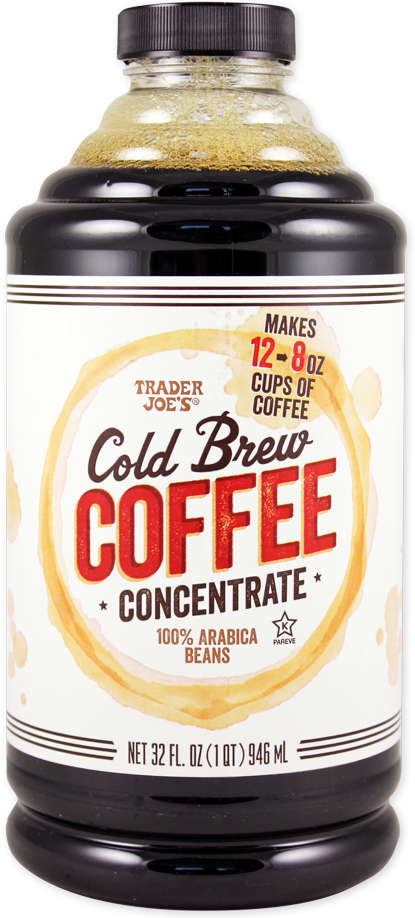 MAKES
12 - 8 OZ
CUPS OF
COFFEE
TRADER
JOE'S®
Cold Brew
COFFEE
★ CONCENTRATE ★
100% ARABICA
BEANS
K
PAREVE
NET 32 FL. OZ (1 QT) 946 ML